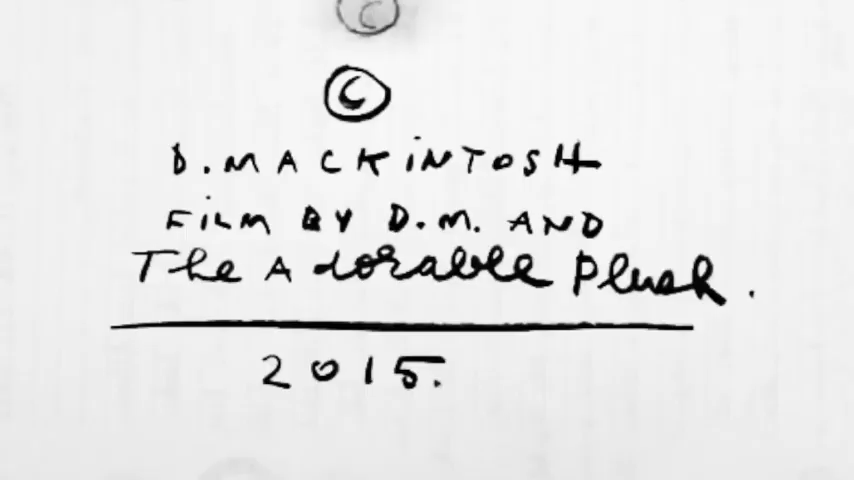 ©
©
D. MACKINTOSH
FILM BY D.M. AND
The Adorable Plush.
2015.